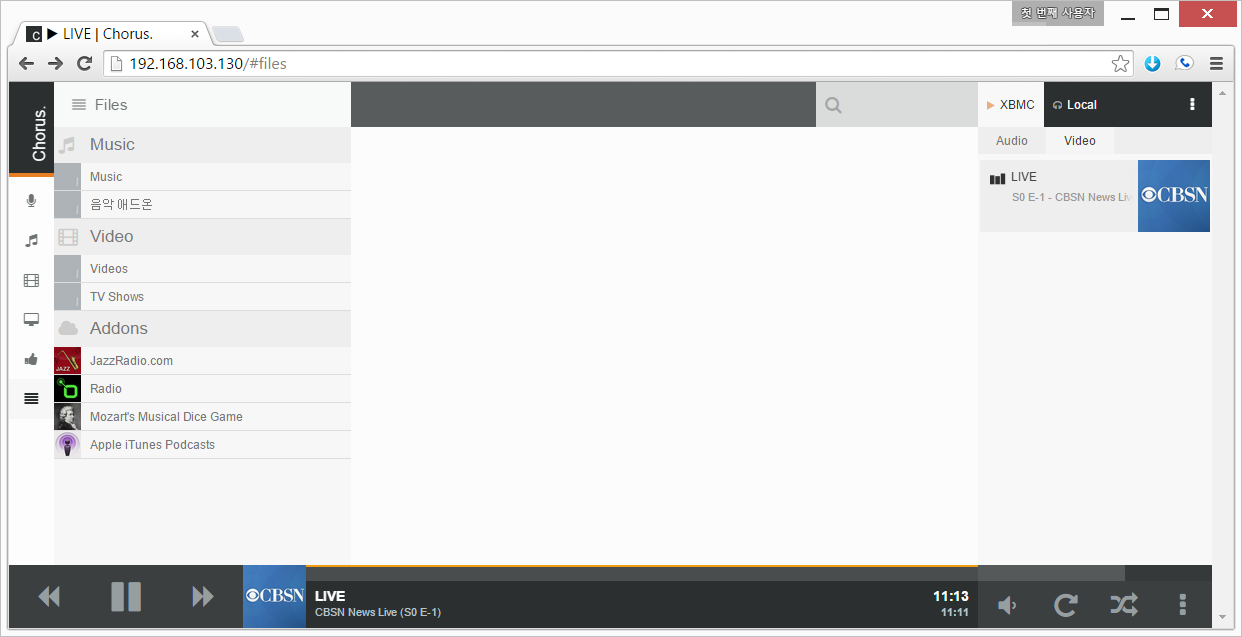 첫 번째 사용자
C ▶ LIVE | Chorus.
192.168.103.130/#files
Chorus.
Files
XBMC
Local
Audio
Video
Music
Music
음악 애드온
Video
Videos
TV Shows
Addons
JAZZ
JazzRadio.com
Radio
Mozart's Musical Dice Game
Apple iTunes Podcasts
LIVE
S0 E-1 - CBSN News Liv
CBSN
CBSN
LIVE
CBSN News Live (S0 E-1)
11:13
11:11